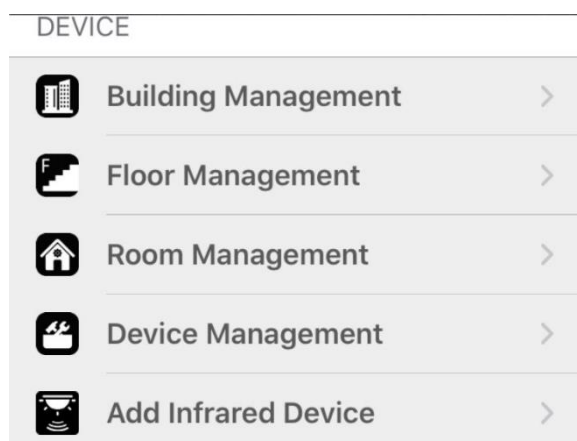 DEVICE
Building Management
F
Floor Management
Room Management
Device Management
Add Infrared Device